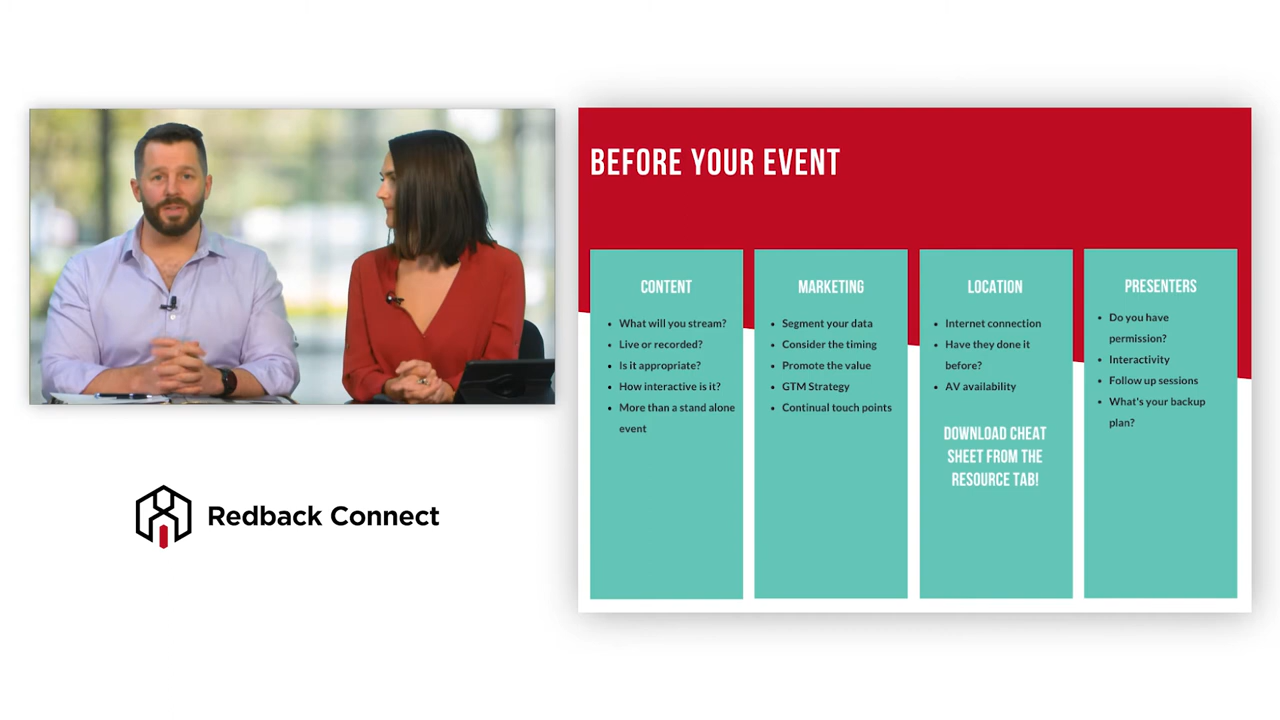 BEFORE YOUR EVENT
CONTENT
• What will you stream?
• Live or recorded?
• Is it appropriate?
• How interactive is it?
• More than a stand alone
event
MARKETING
• Segment your data
• Consider the timing
• Promote the value
• GTM Strategy
• Continual touch points
LOCATION
• Internet connection
• Have they done it
before?
• AV availability
DOWNLOAD CHEAT
SHEET FROM THE
RESOURCE TAB!
PRESENTERS
• Do you have
permission?
• Interactivity
• Follow up sessions
• What's your backup
plan?
Redback Connect